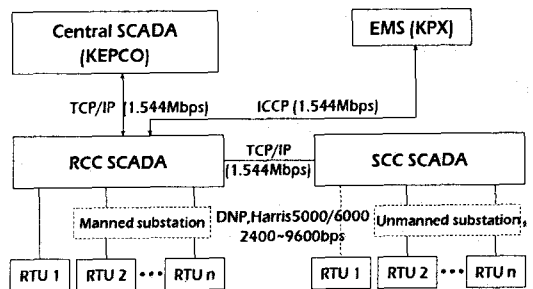 Central SCADA
(KEPCO)
EMS (KPX)
TCP/IP (1.544Mbps)
ICCP (1.544Mbps)
RCC SCADA
TCP/IP
(1.544Mbps)
SCC SCADA
Manned substation
DNP,Harris5000/6000
2400~9600bps
Unmanned substation
RTU 1
RTU 2
•••
RTU n
RTU 1
RTU 2
•••
RTU n